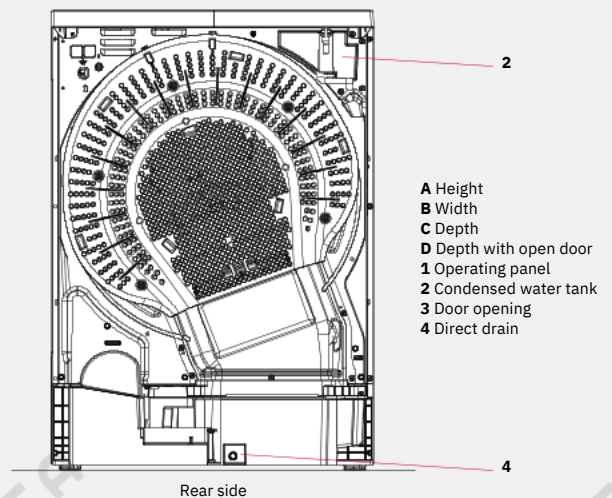 2
A Height
B Width
C Depth
D Depth with open door
1 Operating panel
2 Condensed water tank
3 Door opening
4 Direct drain
4
Rear side